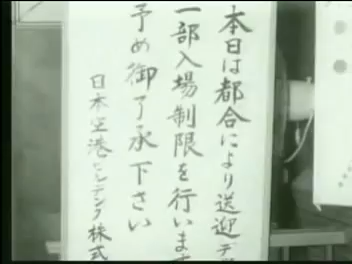 本日は都合により送迎デ
一部入場制限を行います
予め御了承下さい
日本空港ビルデング株式